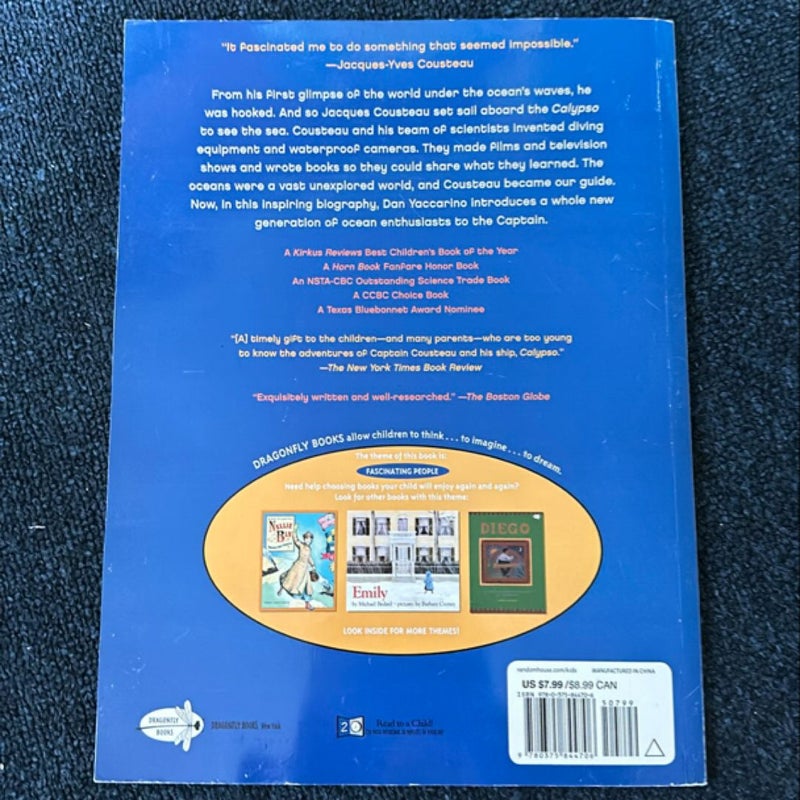 "It fascinated me to do something that seemed impossible."
—Jacques-Yves Cousteau
From his first glimpse of the world under the ocean's waves, he
was hooked. And so Jacques Cousteau set sail aboard the Calypso
to see the sea. Cousteau and his team of scientists invented diving
equipment and waterproof cameras. They made films and television
shows and wrote books so they could share what they learned. The
oceans were a vast unexplored world, and Cousteau became our guide.
Now, in this inspiring biography, Dan Yaccarino introduces a whole new
generation of ocean enthusiasts to the Captain.
A Kirkus Reviews Best Children's Book of the Year
A Horn Book Fanfare Honor Book
An NSTA-CBC Outstanding Science Trade Book
A CCBC Choice Book
A Texas Bluebonnet Award Nominee
"[A] timely gift to the children—and many parents—who are too young
to know the adventures of Captain Cousteau and his ship, Calypso."
—The New York Times Book Review
"Exquisitely written and well-researched." —The Boston Globe
DRAGONFLY BOOKS allow children to think . . . to imagine . . . to dream.
The theme of this book is:
FASCINATING PEOPLE
Need help choosing books your child will enjoy again and again?
Look for other books with this theme:
NELLIE BLY
Emily
by Michael Bedard · pictures by Barbara Cooney
DIEGO
LOOK INSIDE FOR MORE THEMES!
randomhouse.com/kids MANUFACTURED IN CHINA
US $7.99 / $8.99 CAN
ISBN 978-0-375-84470-6
50799
9 780375 844706
DRAGONFLY BOOKS
DRAGONFLY BOOKS New York
Read to a Child!